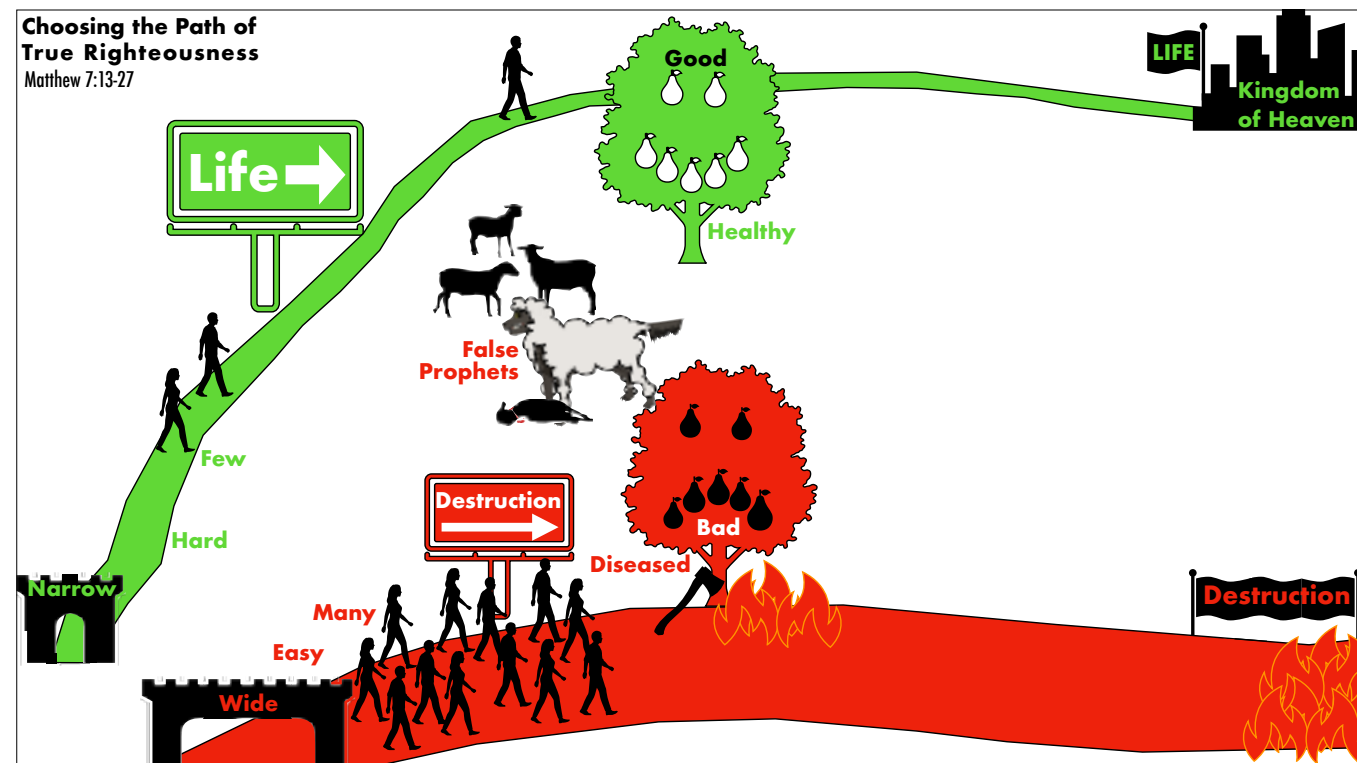 Choosing the Path of
True Righteousness
Matthew 7:13-27
Good
LIFE
Kingdom
of Heaven
Life
Healthy
False
Prophets
Few
Destruction
Bad
Hard
Diseased
Narrow
Destruction
Many
Easy
Wide